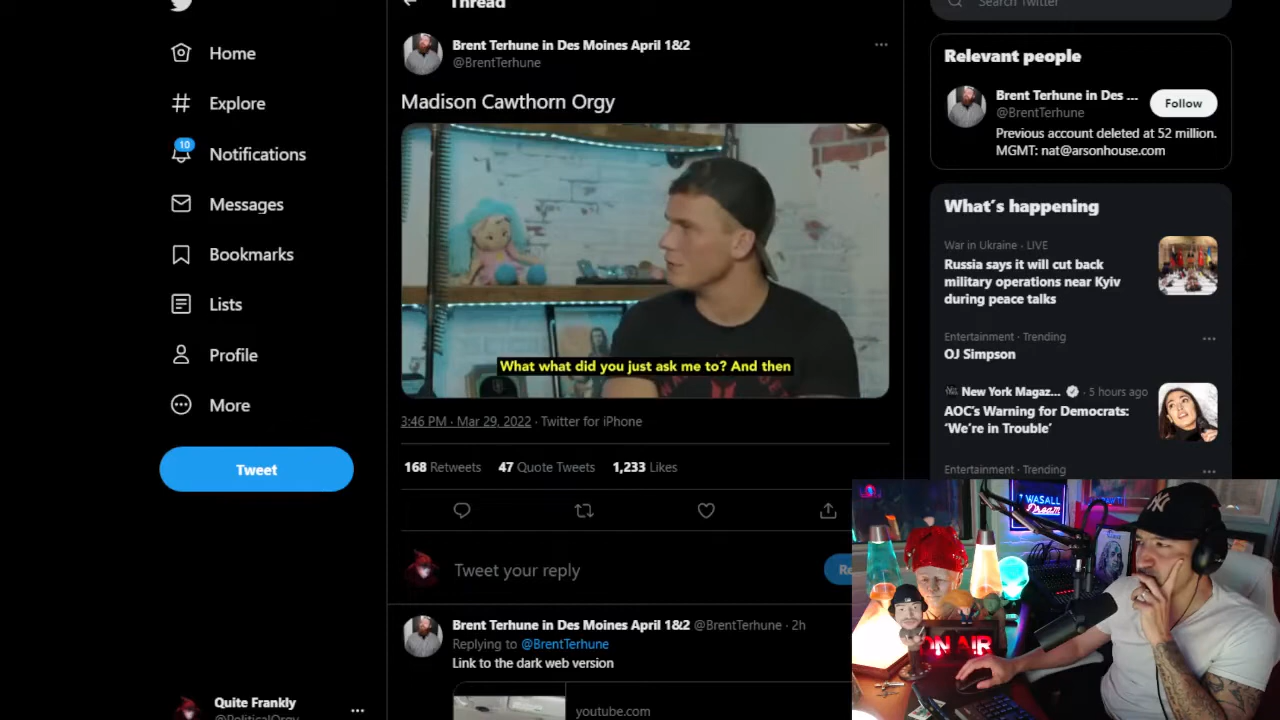 Thread
Search Twitter
Home
Explore
10
Notifications
Messages
Bookmarks
Lists
Profile
More
Tweet
Quite Frankly
Brent Terhune in Des Moines April 1&2
@BrentTerhune
Madison Cawthorn Orgy
What what did you just ask me to? And then
3:46 PM · Mar 29, 2022 · Twitter for iPhone
168 Retweets 47 Quote Tweets 1,233 Likes
Tweet your reply
Brent Terhune in Des Moines April 1&2 @BrentTerhune · 2h
Replying to @BrentTerhune
Link to the dark web version
youtube.com
Relevant people
Brent Terhune in Des ...
@BrentTerhune
Follow
Previous account deleted at 52 million.
MGMT: nat@arsonhouse.com
What's happening
War in Ukraine · LIVE
Russia says it will cut back
military operations near Kyiv
during peace talks
Entertainment · Trending
OJ Simpson
New York Magaz... · 5 hours ago
AOC's Warning for Democrats:
'We're in Trouble'
Entertainment · Trending
WAS ALL
Dream
ON AIR